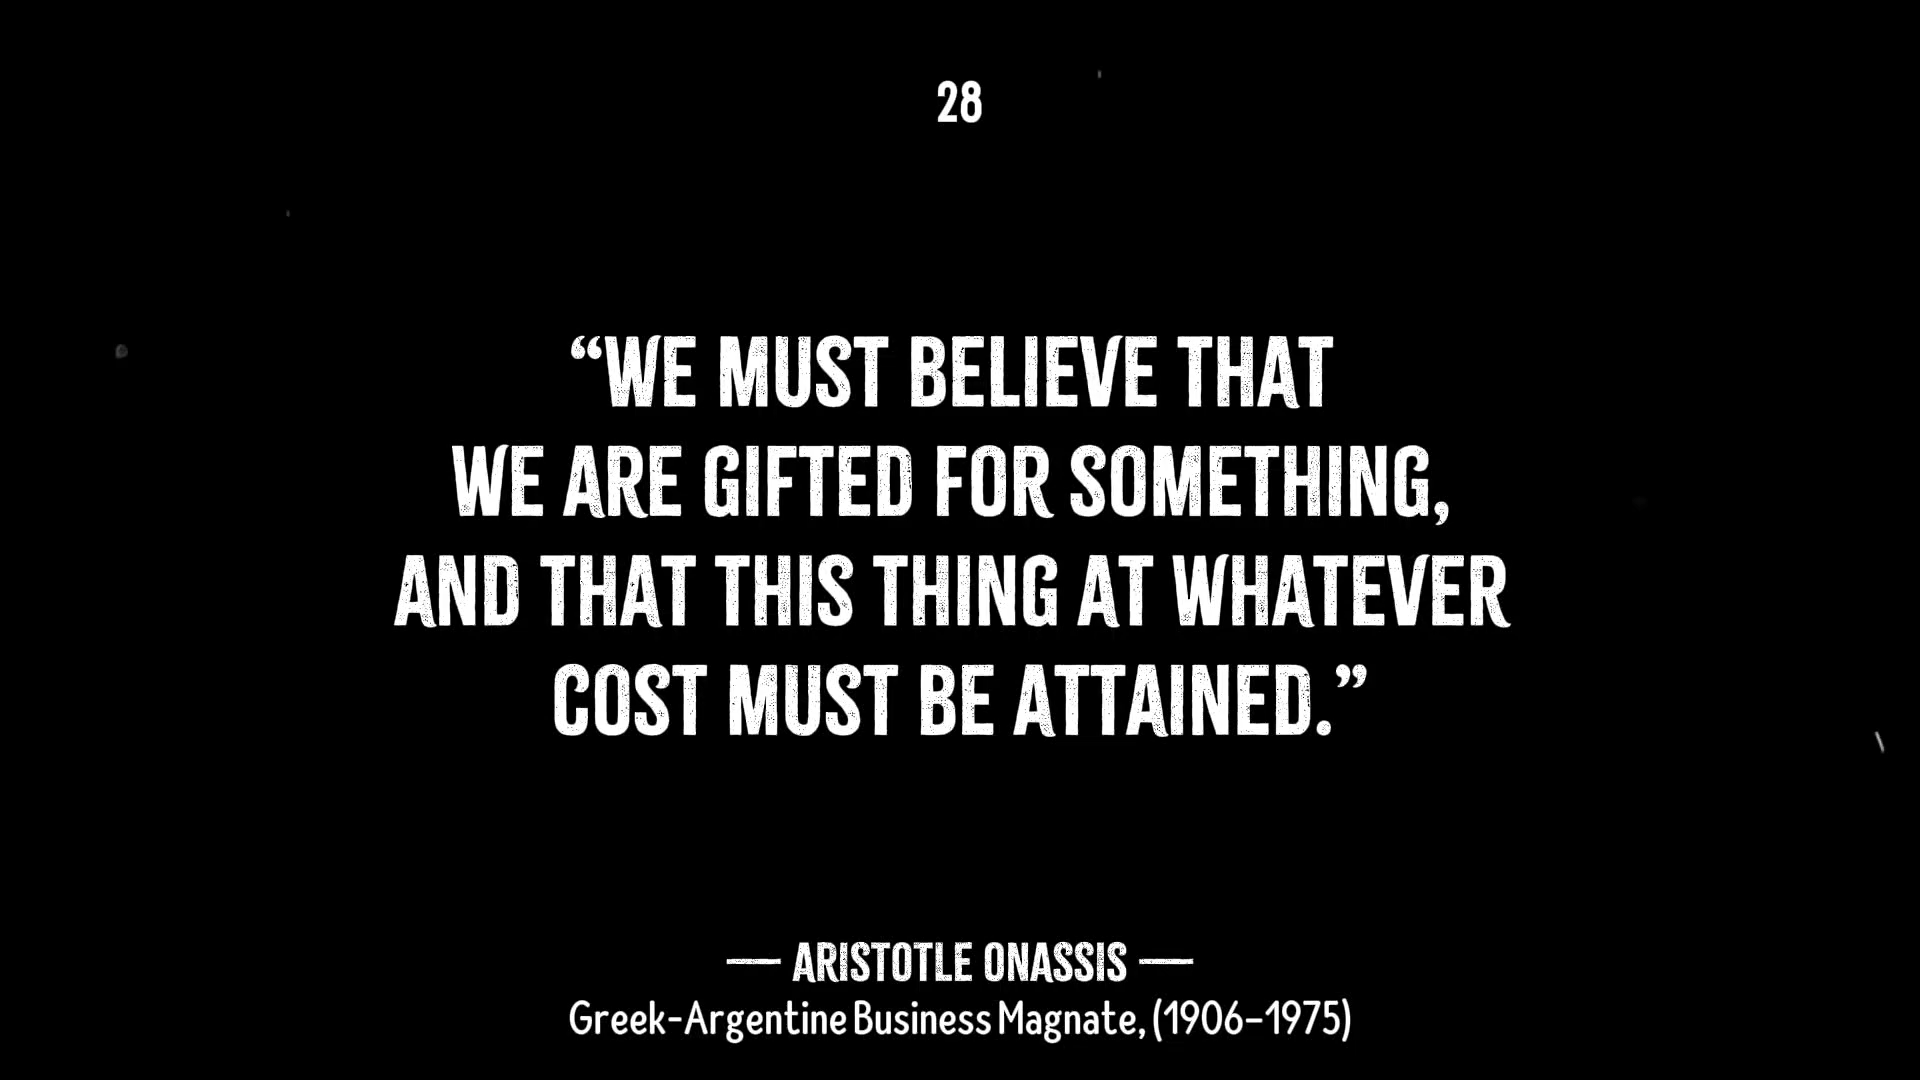 28
“WE MUST BELIEVE THAT
WE ARE GIFTED FOR SOMETHING,
AND THAT THIS THING AT WHATEVER
COST MUST BE ATTAINED.”
— ARISTOTLE ONASSIS —
Greek-Argentine Business Magnate, (1906–1975)